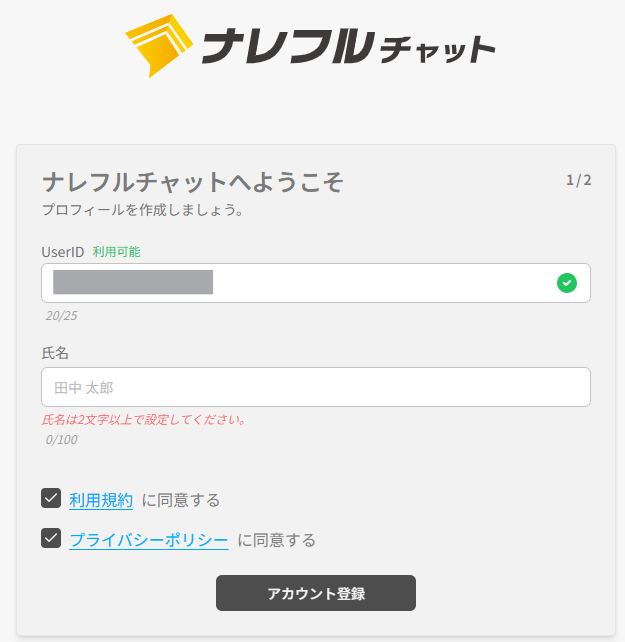 ナレフルチャット
ナレフルチャットへようこそ
1 / 2
プロフィールを作成しましょう。
UserID 利用可能
20/25
氏名
田中 太郎
氏名は2文字以上で設定してください。
0/100
利用規約 に同意する
プライバシーポリシー に同意する
アカウント登録